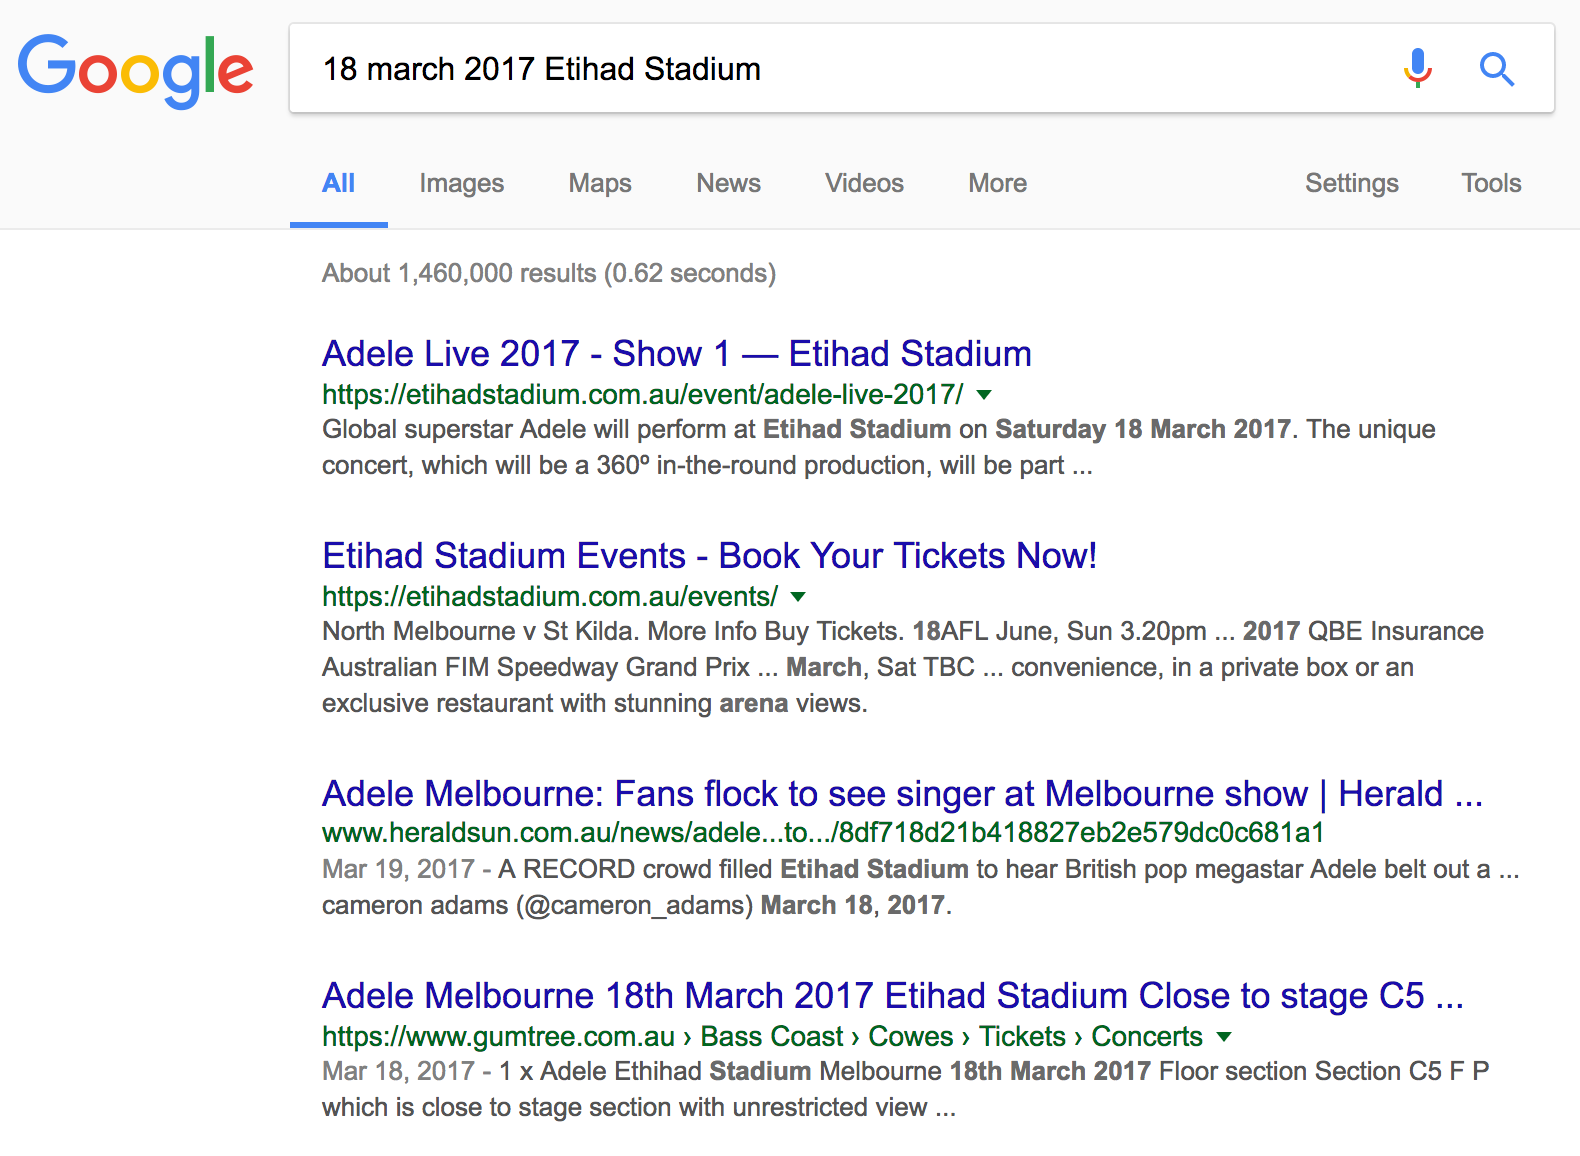 Google
18 march 2017 Etihad Stadium
All Images Maps News Videos More Settings Tools
About 1,460,000 results (0.62 seconds)
Adele Live 2017 - Show 1 — Etihad Stadium
https://etihadstadium.com.au/event/adele-live-2017/
Global superstar Adele will perform at Etihad Stadium on Saturday 18 March 2017. The unique
concert, which will be a 360º in-the-round production, will be part ...
Etihad Stadium Events - Book Your Tickets Now!
https://etihadstadium.com.au/events/
North Melbourne v St Kilda. More Info Buy Tickets. 18AFL June, Sun 3.20pm ... 2017 QBE Insurance
Australian FIM Speedway Grand Prix ... March, Sat TBC ... convenience, in a private box or an
exclusive restaurant with stunning arena views.
Adele Melbourne: Fans flock to see singer at Melbourne show | Herald ...
www.heraldsun.com.au/news/adele...to.../8df718d21b418827eb2e579dc0c681a1
Mar 19, 2017 - A RECORD crowd filled Etihad Stadium to hear British pop megastar Adele belt out a ...
cameron adams (@cameron_adams) March 18, 2017.
Adele Melbourne 18th March 2017 Etihad Stadium Close to stage C5 ...
https://www.gumtree.com.au › Bass Coast › Cowes › Tickets › Concerts
Mar 18, 2017 - 1 x Adele Ethihad Stadium Melbourne 18th March 2017 Floor section Section C5 F P
which is close to stage section with unrestricted view ...